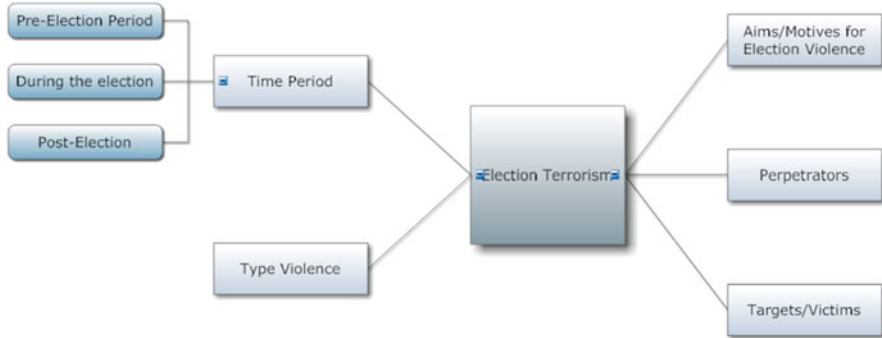 Pre-Election Period
During the election
Post-Election
Time Period
Type Violence
Election Terrorism
Aims/Motives for
Election Violence
Perpetrators
Targets/Victims